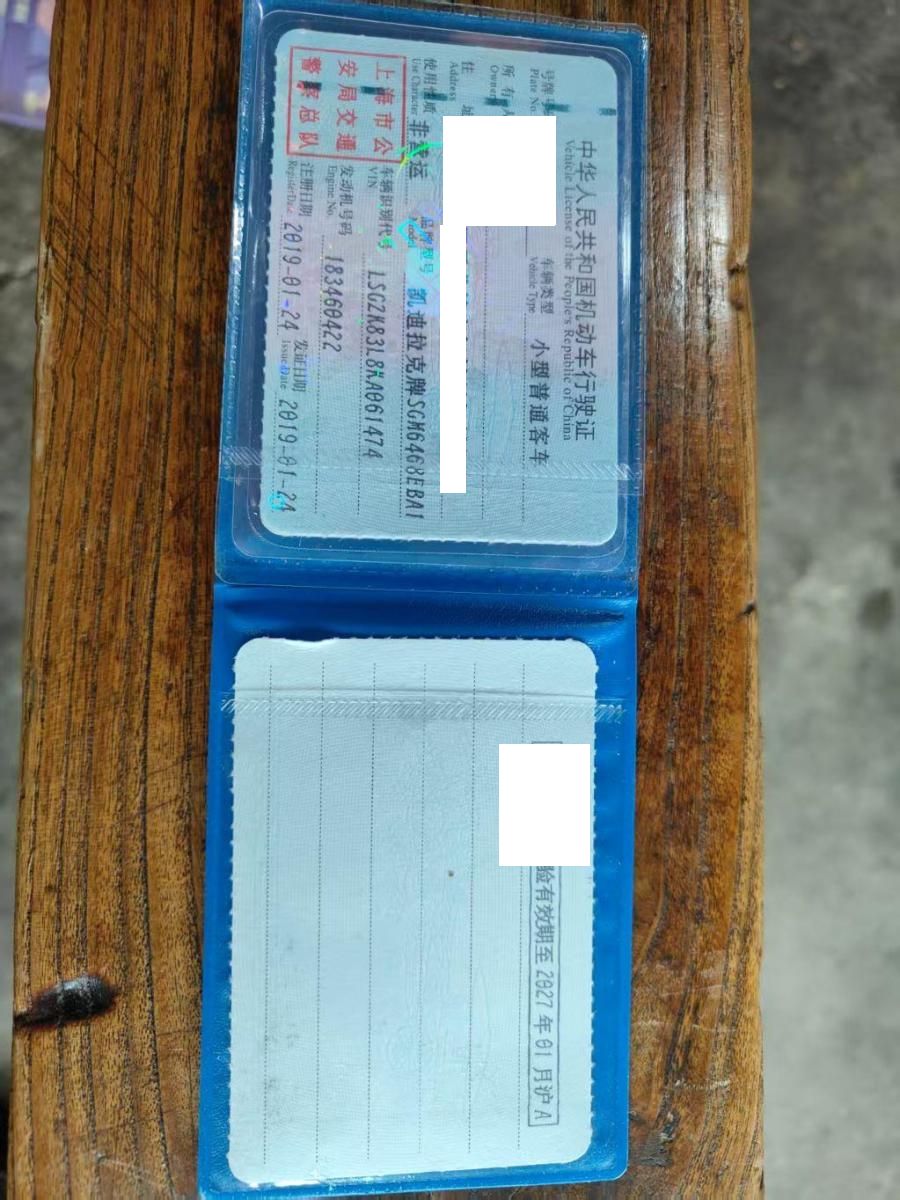 中华人民共和国机动车行驶证
Vehicle License of the People's Republic of China
号牌号
Plate No.
车辆类型
Vehicle Type
小型普通客车
所有人
Owner
住 址
Address
使用性质
Use Character
非营运
品牌型号
Model
凯迪拉克牌SGM6468EBA1
上海市公
安局交通
警察总队
车辆识别代号
VIN
LSGZK83L8KA061474
发动机号码
Engine No.
183460422
注册日期
Register Date
2019-01-24
发证日期
Issue Date
2019-01-24
验有效期至2027年01月沪A